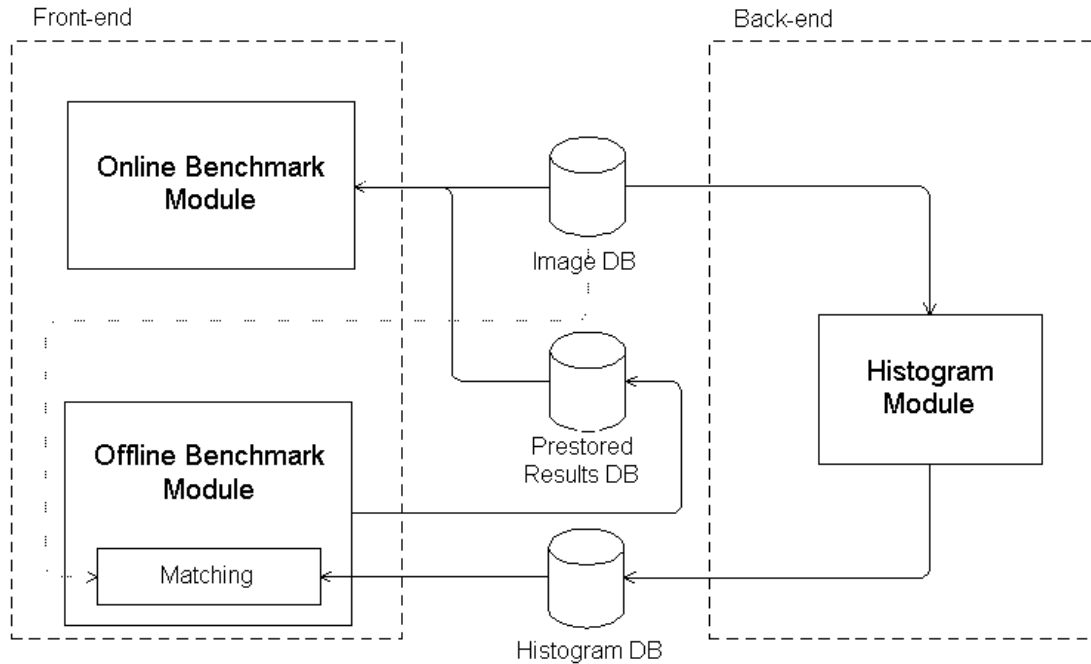 Front-end
Back-end
Online Benchmark
Module
Image DB
Histogram
Module
Prestored
Results DB
Offline Benchmark
Module
Matching
Histogram DB